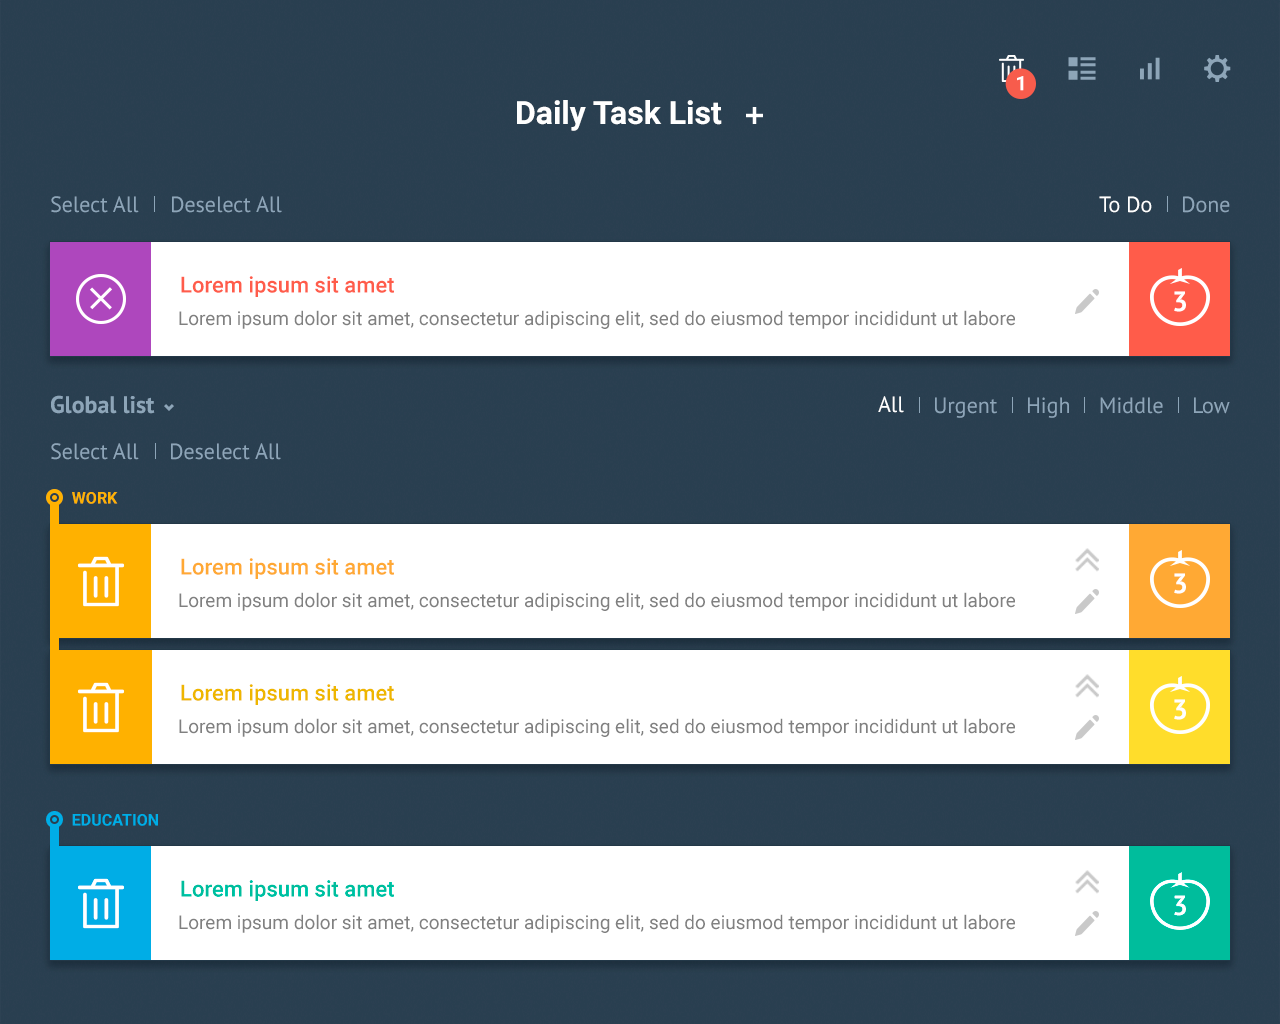 1
Daily Task List +
Select All | Deselect All
To Do | Done
Lorem ipsum sit amet
Lorem ipsum dolor sit amet, consectetur adipiscing elit, sed do eiusmod tempor incididunt ut labore
3
Global list
All | Urgent | High | Middle | Low
Select All | Deselect All
WORK
Lorem ipsum sit amet
Lorem ipsum dolor sit amet, consectetur adipiscing elit, sed do eiusmod tempor incididunt ut labore
3
Lorem ipsum sit amet
Lorem ipsum dolor sit amet, consectetur adipiscing elit, sed do eiusmod tempor incididunt ut labore
3
EDUCATION
Lorem ipsum sit amet
Lorem ipsum dolor sit amet, consectetur adipiscing elit, sed do eiusmod tempor incididunt ut labore
3